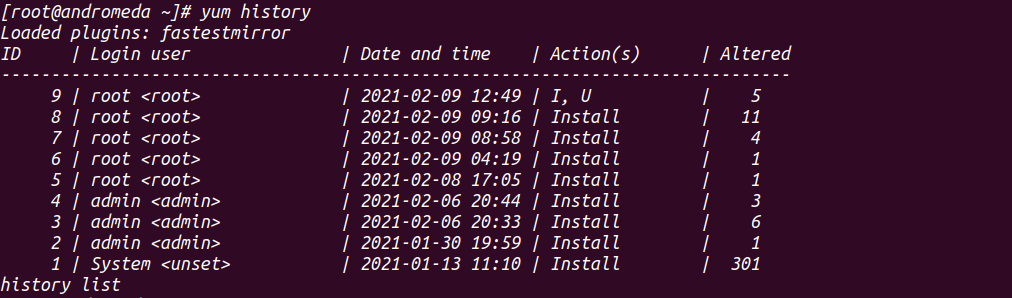 [root@andromeda ~]# yum history
Loaded plugins: fastestmirror
ID     | Login user               | Date and time    | Action(s)      | Altered
-------------------------------------------------------------------------------
     9 | root <root>              | 2021-02-09 12:49 | I, U           |    5
     8 | root <root>              | 2021-02-09 09:16 | Install        |   11
     7 | root <root>              | 2021-02-09 08:58 | Install        |    4
     6 | root <root>              | 2021-02-09 04:19 | Install        |    1
     5 | root <root>              | 2021-02-08 17:05 | Install        |    1
     4 | admin <admin>            | 2021-02-06 20:44 | Install        |    3
     3 | admin <admin>            | 2021-02-06 20:33 | Install        |    6
     2 | admin <admin>            | 2021-01-30 19:59 | Install        |    1
     1 | System <unset>           | 2021-01-13 11:10 | Install        |  301
history list